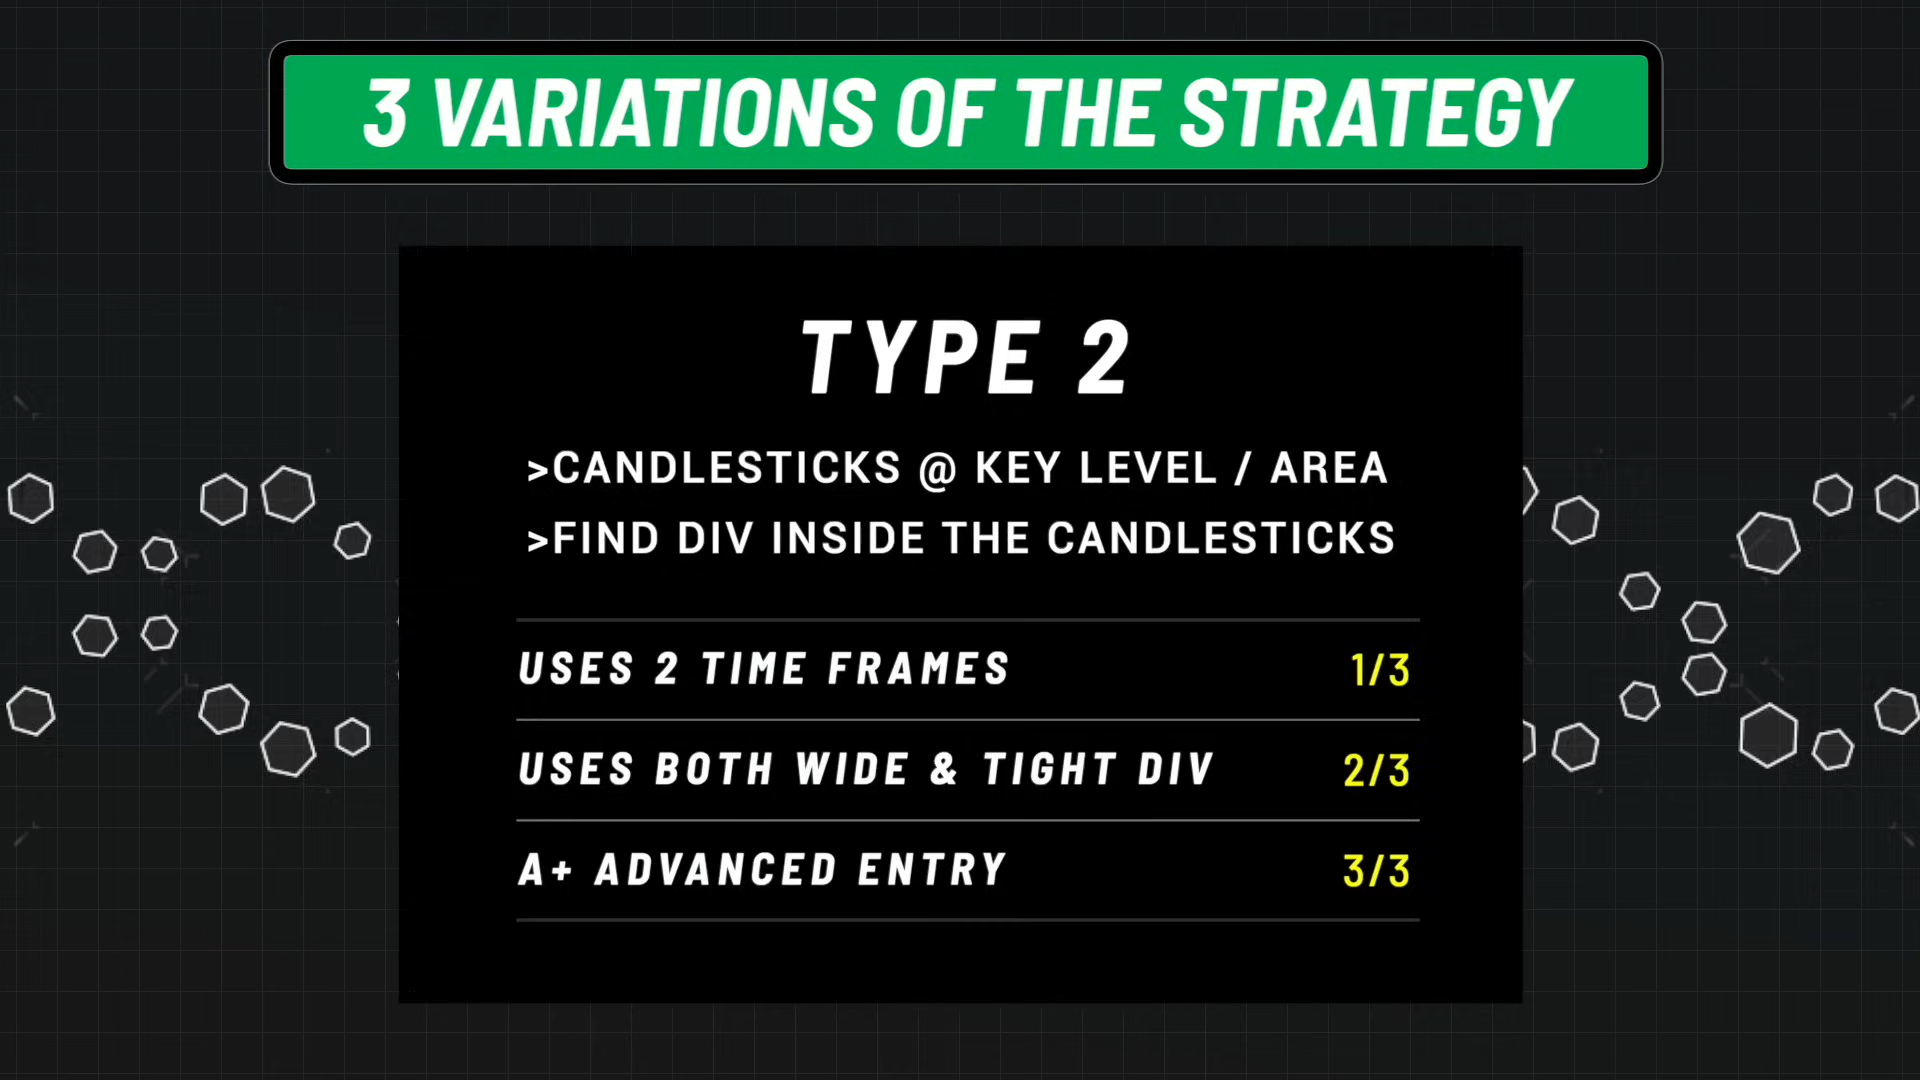 3 VARIATIONS OF THE STRATEGY
TYPE 2
>CANDLESTICKS @ KEY LEVEL / AREA
>FIND DIV INSIDE THE CANDLESTICKS
USES 2 TIME FRAMES 1/3
USES BOTH WIDE & TIGHT DIV 2/3
A+ ADVANCED ENTRY 3/3